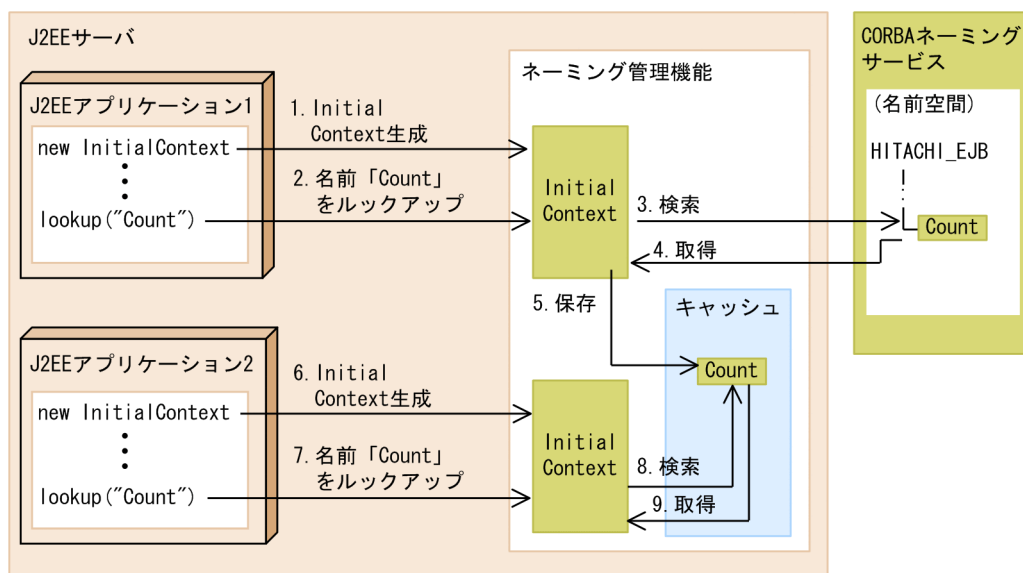 J2EEサーバ
J2EEアプリケーション1
new InitialContext
lookup("Count")
1. Initial
Context生成
2. 名前「Count」
をルックアップ
ネーミング管理機能
Initial
Context
3. 検索
4. 取得
5. 保存
CORBAネーミング
サービス
(名前空間)
HITACHI_EJB
Count
キャッシュ
Count
J2EEアプリケーション2
new InitialContext
lookup("Count")
6. Initial
Context生成
7. 名前「Count」
をルックアップ
Initial
Context
8. 検索
9. 取得